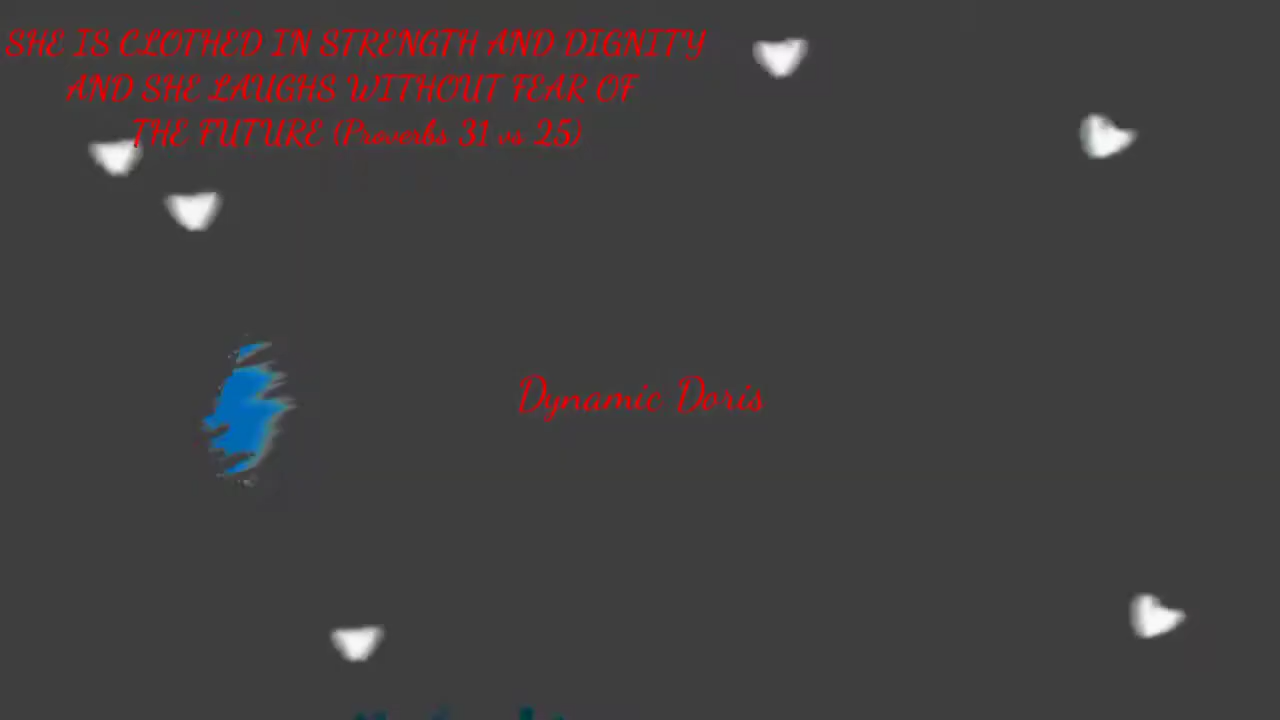 SHE IS CLOTHED IN STRENGTH AND DIGNITY
AND SHE LAUGHS WITHOUT FEAR OF
THE FUTURE (Proverbs 31 vs 25)
Dynamic Doris